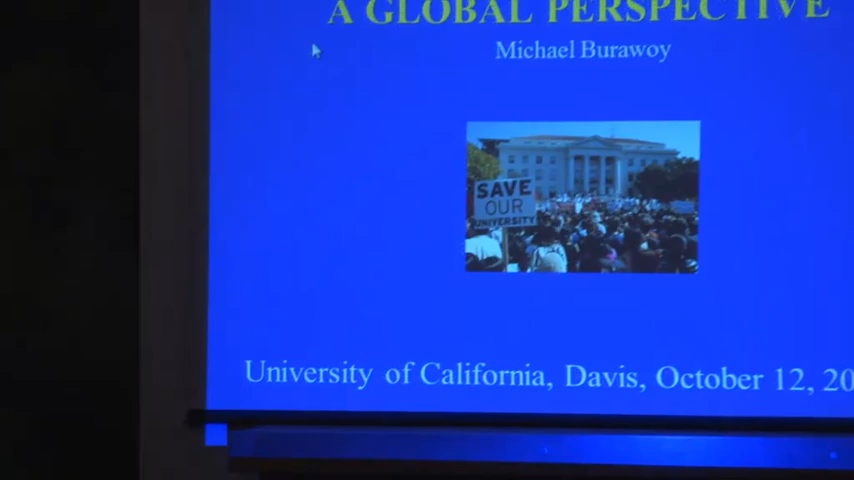 A GLOBAL PERSPECTIVE
Michael Burawoy
SAVE
OUR
UNIVERSITY
University of California, Davis, October 12, 20